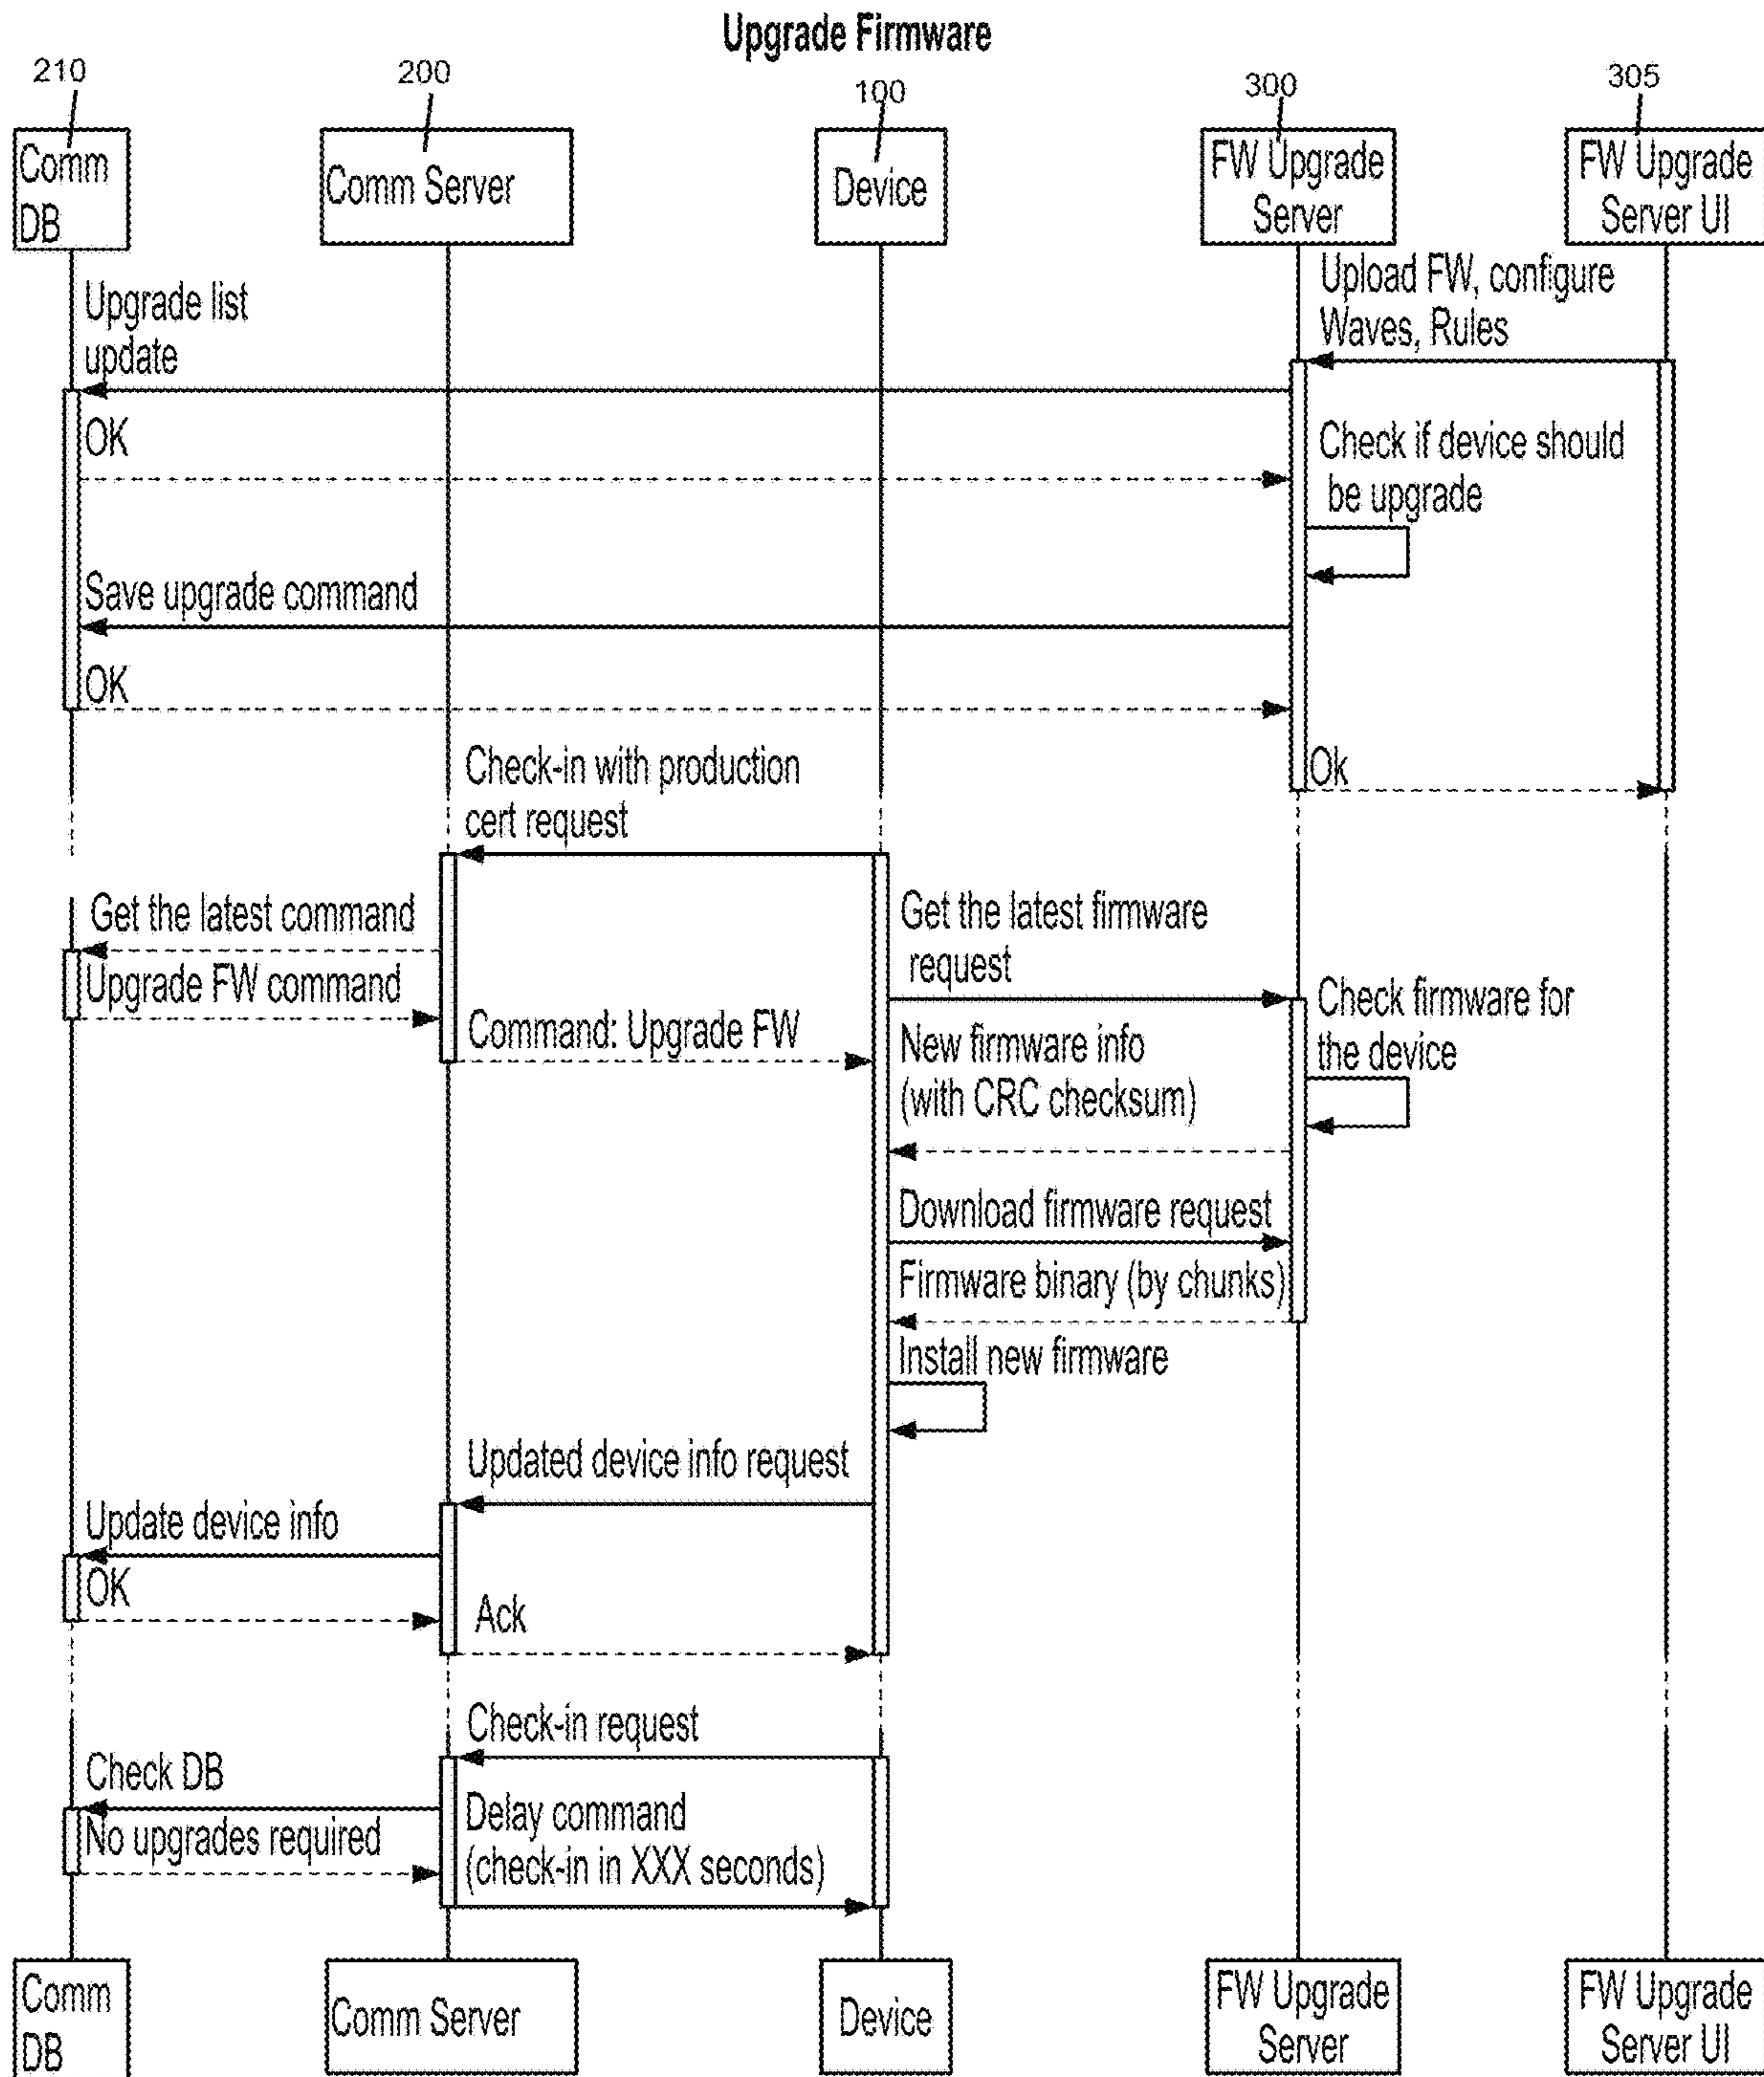 Upgrade Firmware
210
200
100
300
305
Comm
DB
Comm Server
Device
FW Upgrade
Server
FW Upgrade
Server UI
Upload FW, configure
Waves, Rules
Upgrade list
update
OK
Check if device should
be upgrade
Save upgrade command
OK
Ok
Check-in with production
cert request
Get the latest command
Upgrade FW command
Command: Upgrade FW
Get the latest firmware
request
Check firmware for
the device
New firmware info
(with CRC checksum)
Download firmware request
Firmware binary (by chunks)
Install new firmware
Updated device info request
Update device info
OK
Ack
Check-in request
Check DB
No upgrades required
Delay command
(check-in in XXX seconds)
Comm
DB
Comm Server
Device
FW Upgrade
Server
FW Upgrade
Server UI